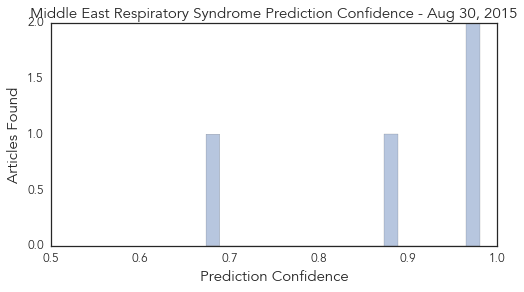 Middle East Respiratory Syndrome Prediction Confidence - Aug 30, 2015
2.0
1.5
1.0
0.5
0.0
Articles Found
0.5 0.6 0.7 0.8 0.9 1.0
Prediction Confidence